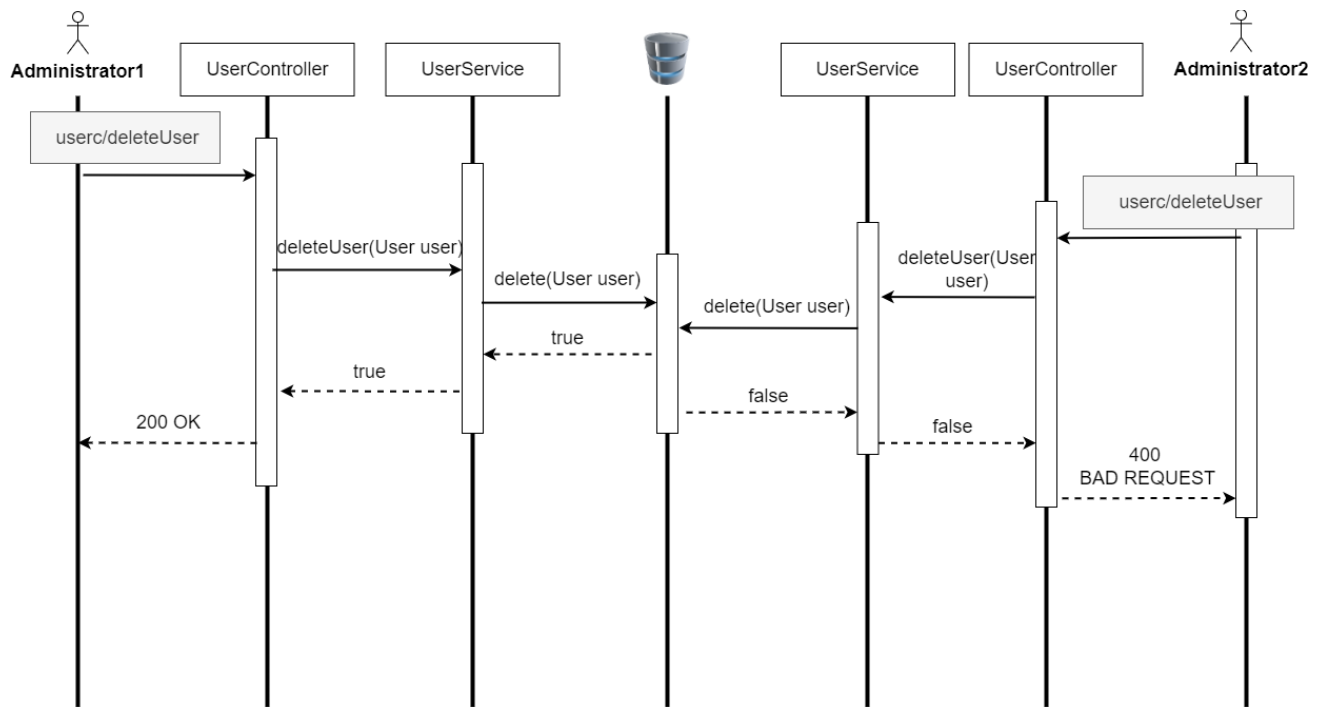 Administrator1
UserController
UserService
UserService
UserController
Administrator2
userc/deleteUser
userc/deleteUser
deleteUser(User user)
deleteUser(User
user)
delete(User user)
delete(User user)
true
true
false
200 OK
false
400
BAD REQUEST